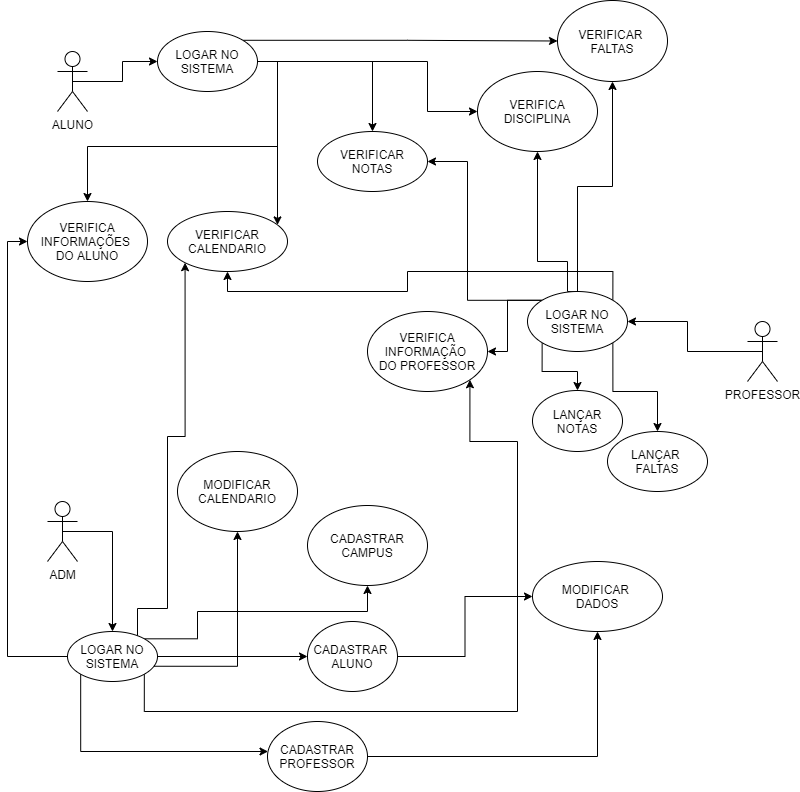 LOGAR NO
SISTEMA
VERIFICAR
FALTAS
ALUNO
VERIFICA
DISCIPLINA
VERIFICAR
NOTAS
VERIFICA
INFORMAÇÕES
DO ALUNO
VERIFICAR
CALENDARIO
LOGAR NO
SISTEMA
VERIFICA
INFORMAÇÃO
DO PROFESSOR
PROFESSOR
LANÇAR
NOTAS
LANÇAR
FALTAS
MODIFICAR
CALENDARIO
CADASTRAR
CAMPUS
ADM
MODIFICAR
DADOS
LOGAR NO
SISTEMA
CADASTRAR
ALUNO
CADASTRAR
PROFESSOR